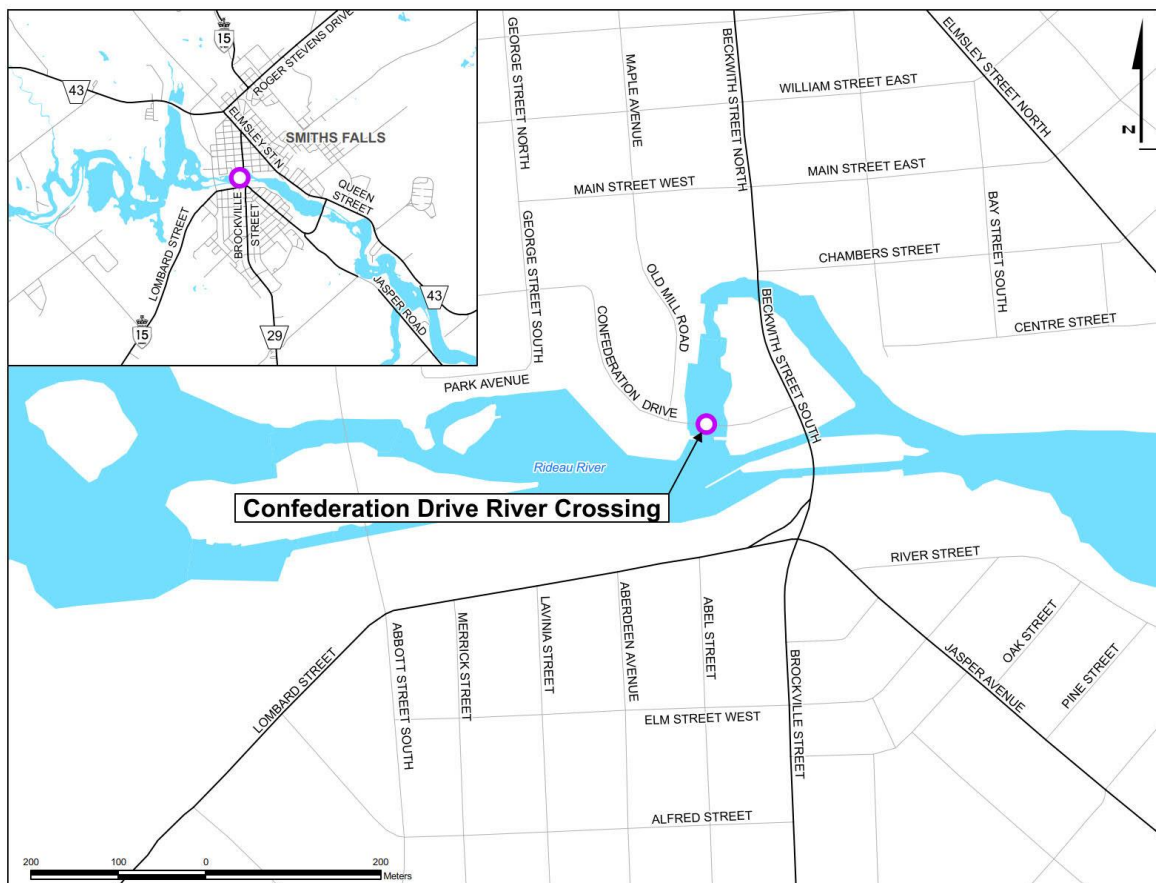 15
ROGER STEVENS DRIVE
43
ELMSLEY ST.N
SMITHS FALLS
QUEEN
STREET
BROCKVILLE
STREET
LOMBARD STREET
JASPER ROAD
43
15
29
GEORGE STREET NORTH
MAPLE AVENUE
BECKWITH STREET NORTH
ELMSLEY STREET NORTH
WILLIAM STREET EAST
N
MAIN STREET WEST
MAIN STREET EAST
BAY STREET SOUTH
GEORGE STREET SOUTH
OLD MILL ROAD
CHAMBERS STREET
CENTRE STREET
CONFEDERATION DRIVE
BECKWITH STREET SOUTH
PARK AVENUE
Rideau River
Confederation Drive River Crossing
RIVER STREET
ABBOTT STREET SOUTH
MERRICK STREET
LAVINIA STREET
ABERDEEN AVENUE
ABEL STREET
LOMBARD STREET
BROCKVILLE STREET
OAK STREET
JASPER AVENUE
PINE STREET
ELM STREET WEST
ALFRED STREET
200 100 0 200
Meters